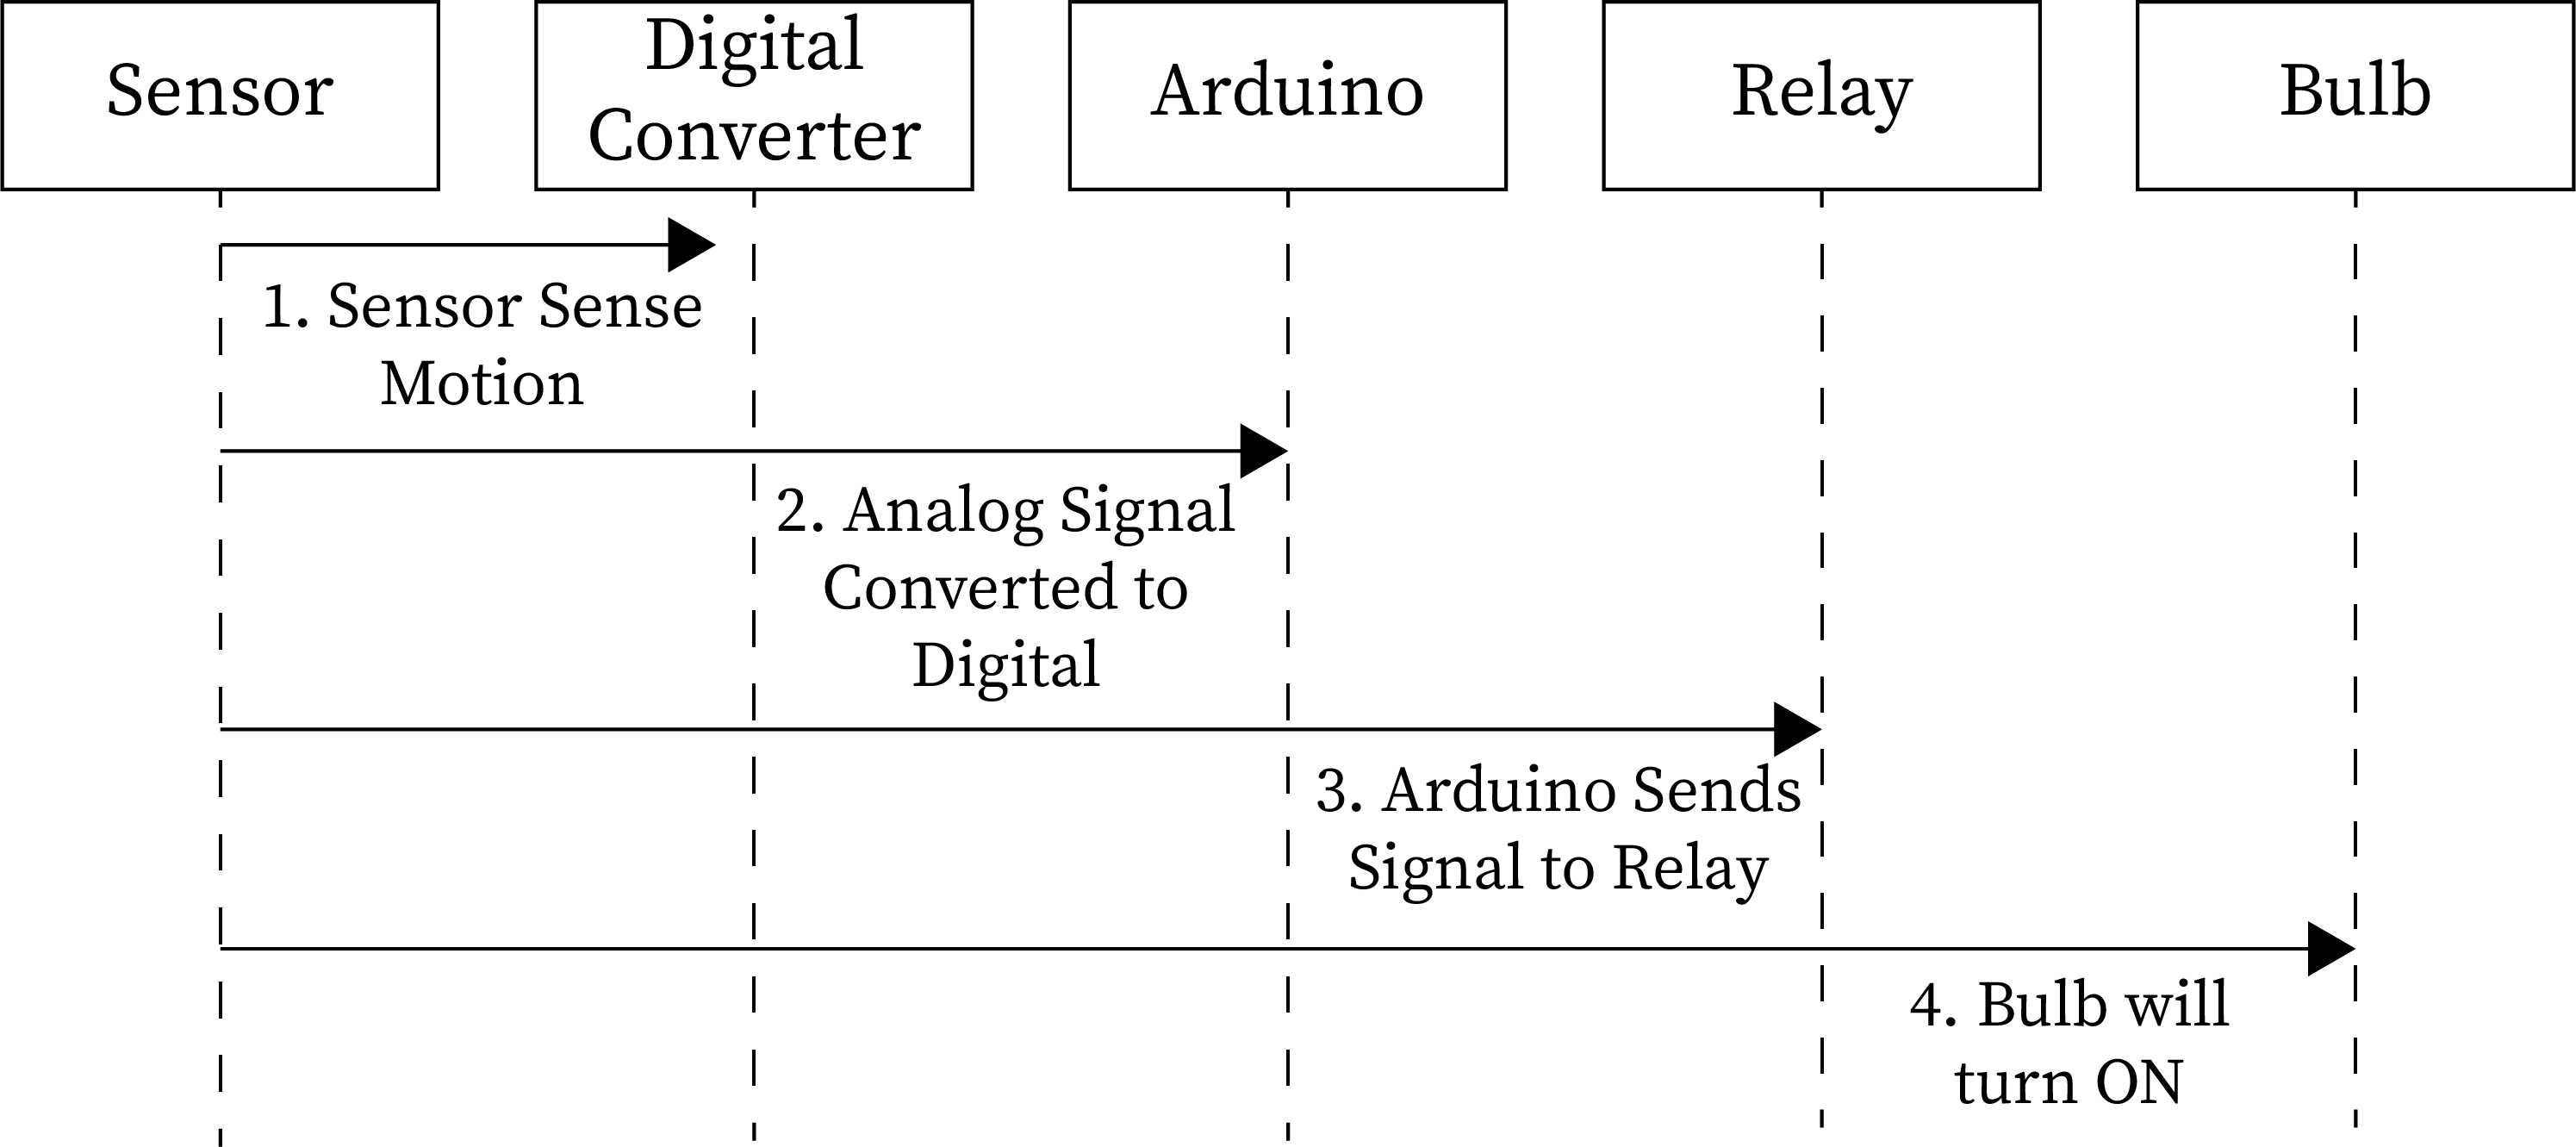 Sensor
Digital
Converter
Arduino
Relay
Bulb
1. Sensor Sense
Motion
2. Analog Signal
Converted to
Digital
3. Arduino Sends
Signal to Relay
4. Bulb will
turn ON